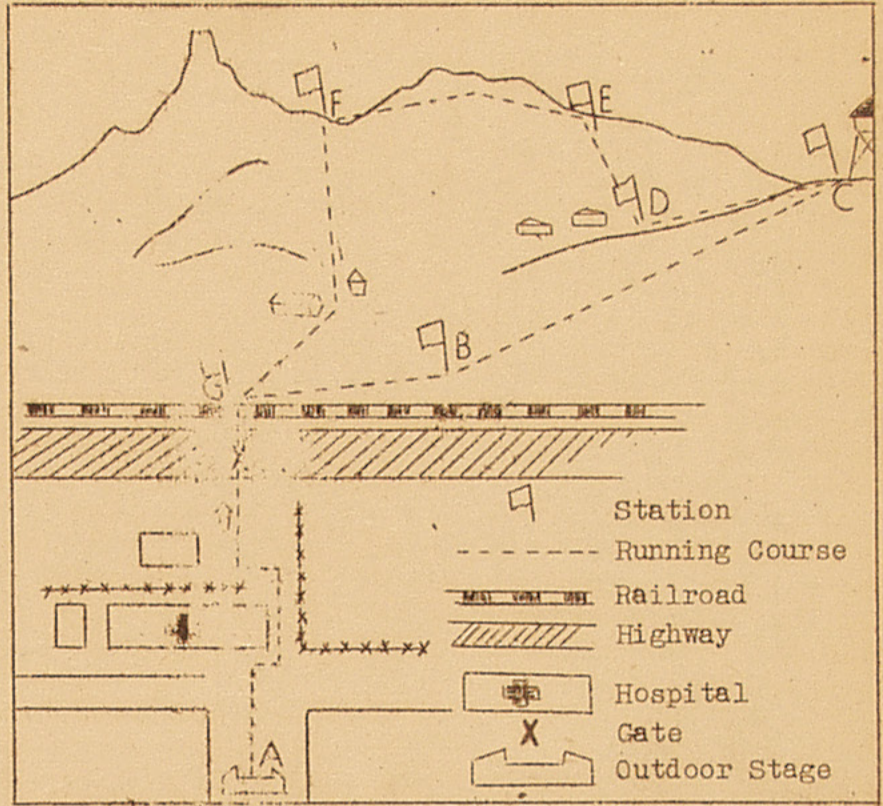 F
E
D
C
B
G
Station
Running Course
Railroad
Highway
Hospital
X Gate
Outdoor Stage
A